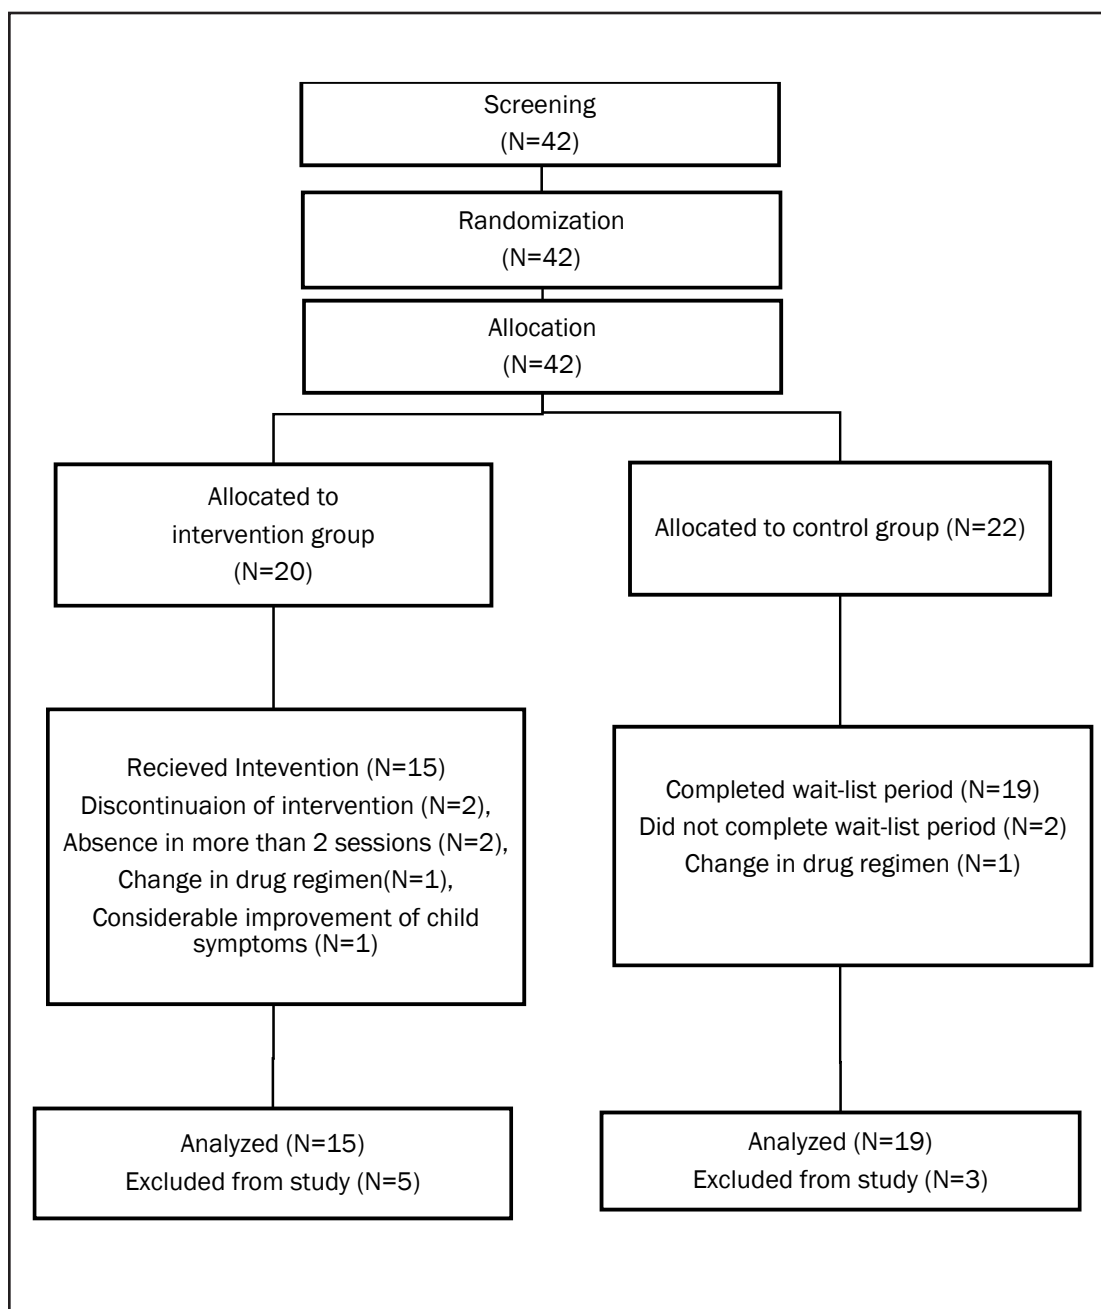 Screening
(N=42)
Randomization
(N=42)
Allocation
(N=42)
Allocated to
intervention group
(N=20)
Allocated to control group (N=22)
Recieved Intevention (N=15)
Discontinuaion of intervention (N=2),
Absence in more than 2 sessions (N=2),
Change in drug regimen(N=1),
Considerable improvement of child
symptoms (N=1)
Completed wait-list period (N=19)
Did not complete wait-list period (N=2)
Change in drug regimen (N=1)
Analyzed (N=15)
Excluded from study (N=5)
Analyzed (N=19)
Excluded from study (N=3)